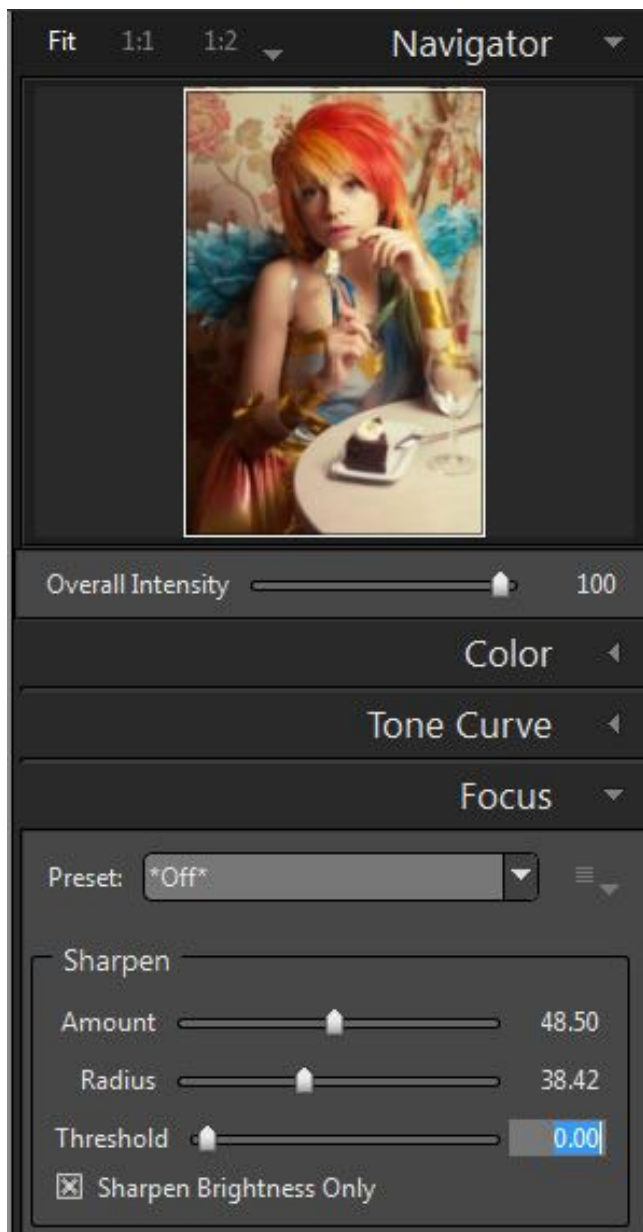 Fit 1:1 1:2 Navigator
Overall Intensity 100
Color
Tone Curve
Focus
Preset: *Off*
Sharpen
Amount 48.50
Radius 38.42
Threshold 0.00
Sharpen Brightness Only